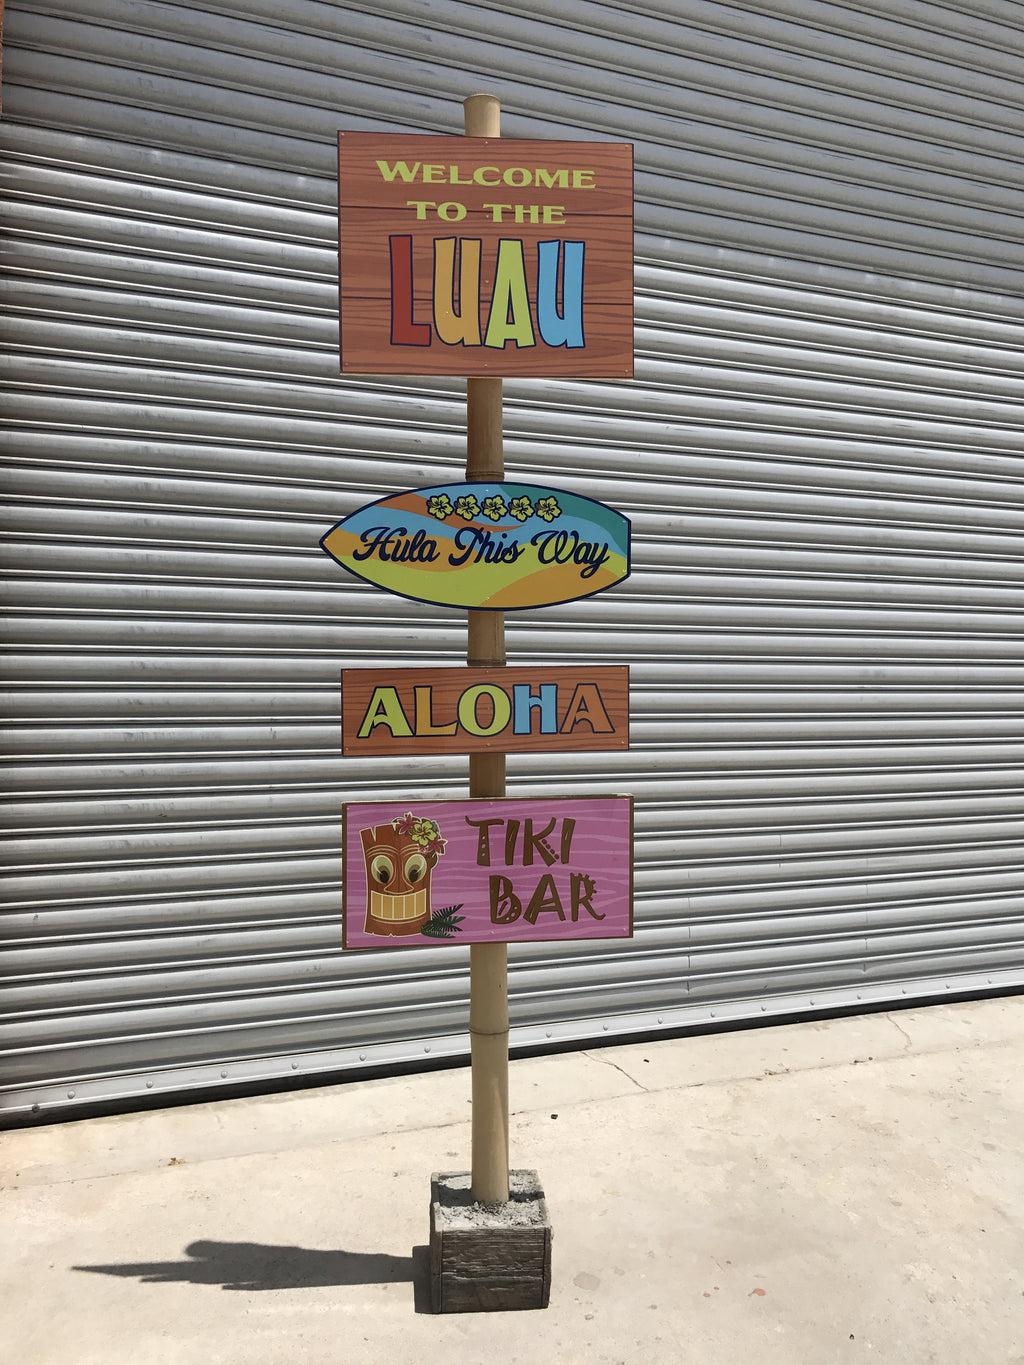 WELCOME
TO THE
LUAU
Hula This Way
ALOHA
TIKI
BAR